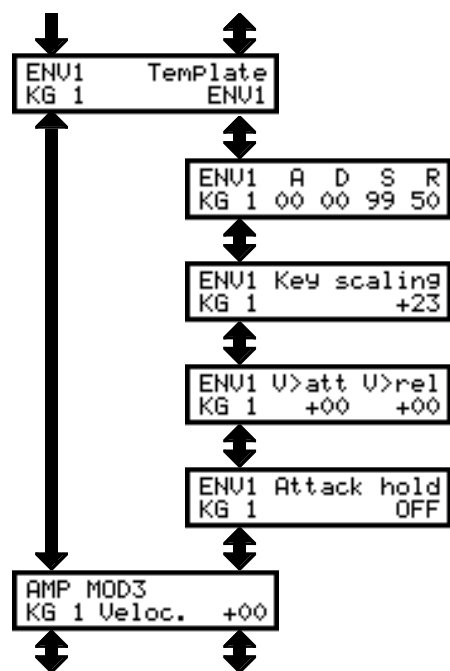 ENV1 TemPlate
KG 1 ENV1
ENV1 A D S R
KG 1 00 00 99 50
ENV1 Key scaling
KG 1 +23
ENV1 V>att V>rel
KG 1 +00 +00
ENV1 Attack hold
KG 1 OFF
AMP MOD3
KG 1 Veloc. +00